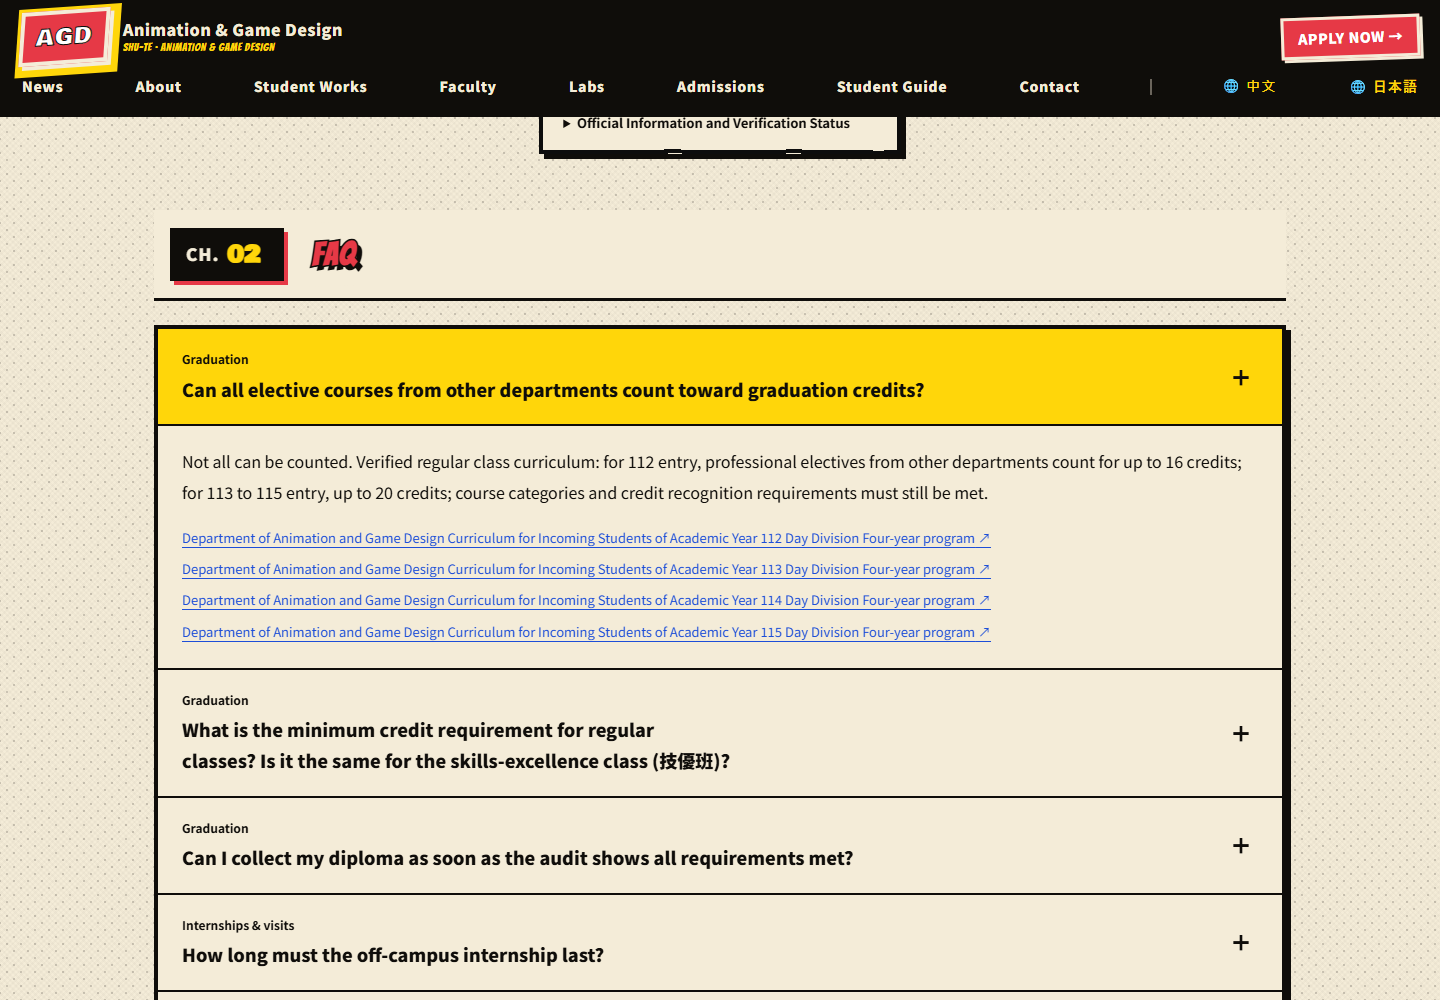 AGD
Animation & Game Design
SHU-TE · ANIMATION & GAME DESIGN
APPLY NOW →
News
About
Student Works
Faculty
Labs
Admissions
Student Guide
Contact
中文
日本語
Official Information and Verification Status
CH. 02
FAQ
Graduation
Can all elective courses from other departments count toward graduation credits?
+
Not all can be counted. Verified regular class curriculum: for 112 entry, professional electives from other departments count for up to 16 credits;
for 113 to 115 entry, up to 20 credits; course categories and credit recognition requirements must still be met.
Department of Animation and Game Design Curriculum for Incoming Students of Academic Year 112 Day Division Four-year program ↗
Department of Animation and Game Design Curriculum for Incoming Students of Academic Year 113 Day Division Four-year program ↗
Department of Animation and Game Design Curriculum for Incoming Students of Academic Year 114 Day Division Four-year program ↗
Department of Animation and Game Design Curriculum for Incoming Students of Academic Year 115 Day Division Four-year program ↗
Graduation
What is the minimum credit requirement for regular
classes? Is it the same for the skills-excellence class (技優班)?
+
Graduation
Can I collect my diploma as soon as the audit shows all requirements met?
+
Internships & visits
How long must the off-campus internship last?
+